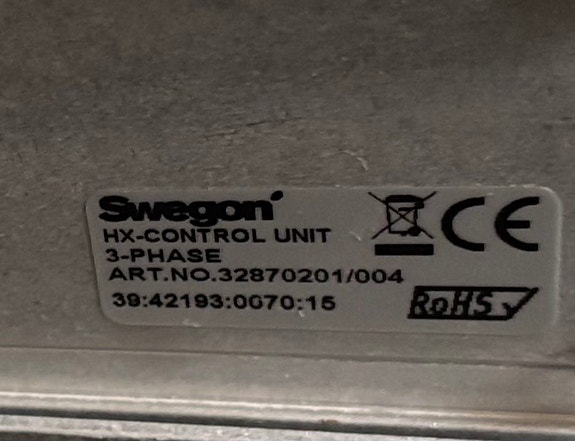 Swegon
HX-CONTROL UNIT
3-PHASE
ART.NO.32870201/004
39:42193:0070:15
CE
RoHS